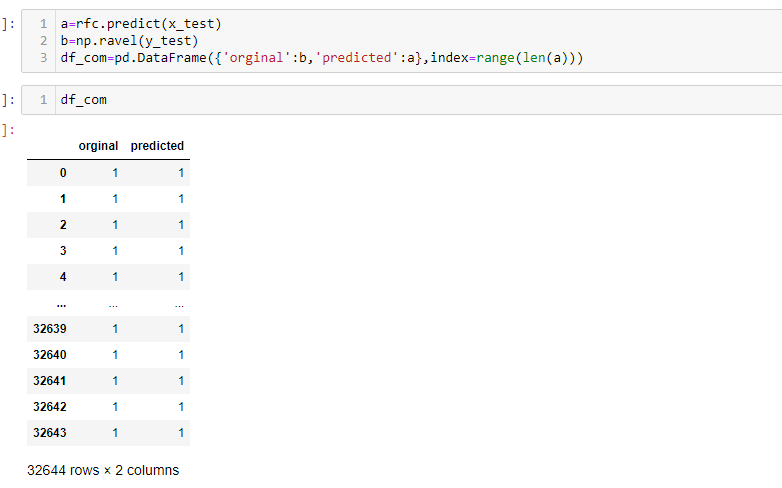 ]: 1 a=rfc.predict(x_test)
2 b=np.ravel(y_test)
3 df_com=pd.DataFrame({'orginal':b,'predicted':a},index=range(len(a)))
]: 1 df_com
]:
orginal predicted
0 1 1
1 1 1
2 1 1
3 1 1
4 1 1
... ... ...
32639 1 1
32640 1 1
32641 1 1
32642 1 1
32643 1 1
32644 rows × 2 columns